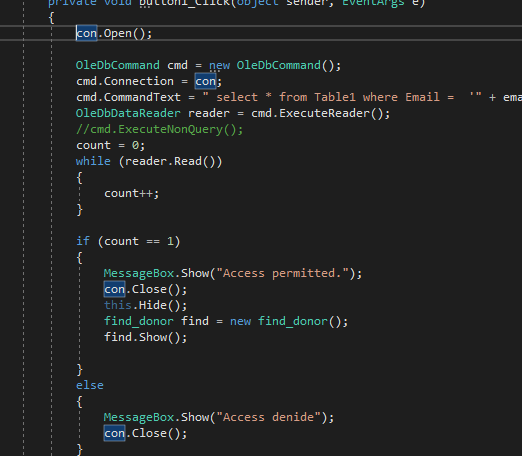 private void button1_Click(object sender, EventArgs e)
{
con.Open();
OleDbCommand cmd = new OleDbCommand();
cmd.Connection = con;
cmd.CommandText = " select * from Table1 where Email = '" + ema
OleDbDataReader reader = cmd.ExecuteReader();
//cmd.ExecuteNonQuery();
count = 0;
while (reader.Read())
{
count++;
}
if (count == 1)
{
MessageBox.Show("Access permitted.");
con.Close();
this.Hide();
find_donor find = new find_donor();
find.Show();
}
else
{
MessageBox.Show("Access denide");
con.Close();
}